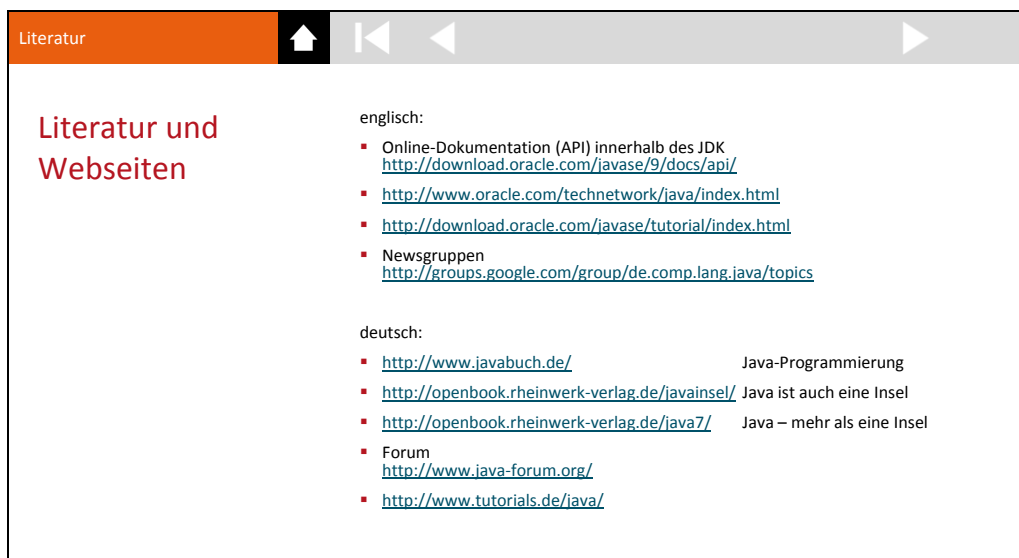 Literatur
Literatur und
Webseiten
englisch:
▪ Online-Dokumentation (API) innerhalb des JDK
http://download.oracle.com/javase/9/docs/api/
▪ http://www.oracle.com/technetwork/java/index.html
▪ http://download.oracle.com/javase/tutorial/index.html
▪ Newsgruppen
http://groups.google.com/group/de.comp.lang.java/topics
deutsch:
▪ http://www.javabuch.de/ Java-Programmierung
▪ http://openbook.rheinwerk-verlag.de/javainsel/ Java ist auch eine Insel
▪ http://openbook.rheinwerk-verlag.de/java7/ Java – mehr als eine Insel
▪ Forum
http://www.java-forum.org/
▪ http://www.tutorials.de/java/